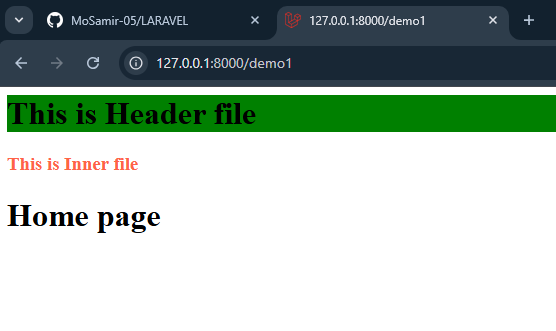 MoSamir-05/LARAVEL
127.0.0.1:8000/demo1
127.0.0.1:8000/demo1
This is Header file
This is Inner file
Home page